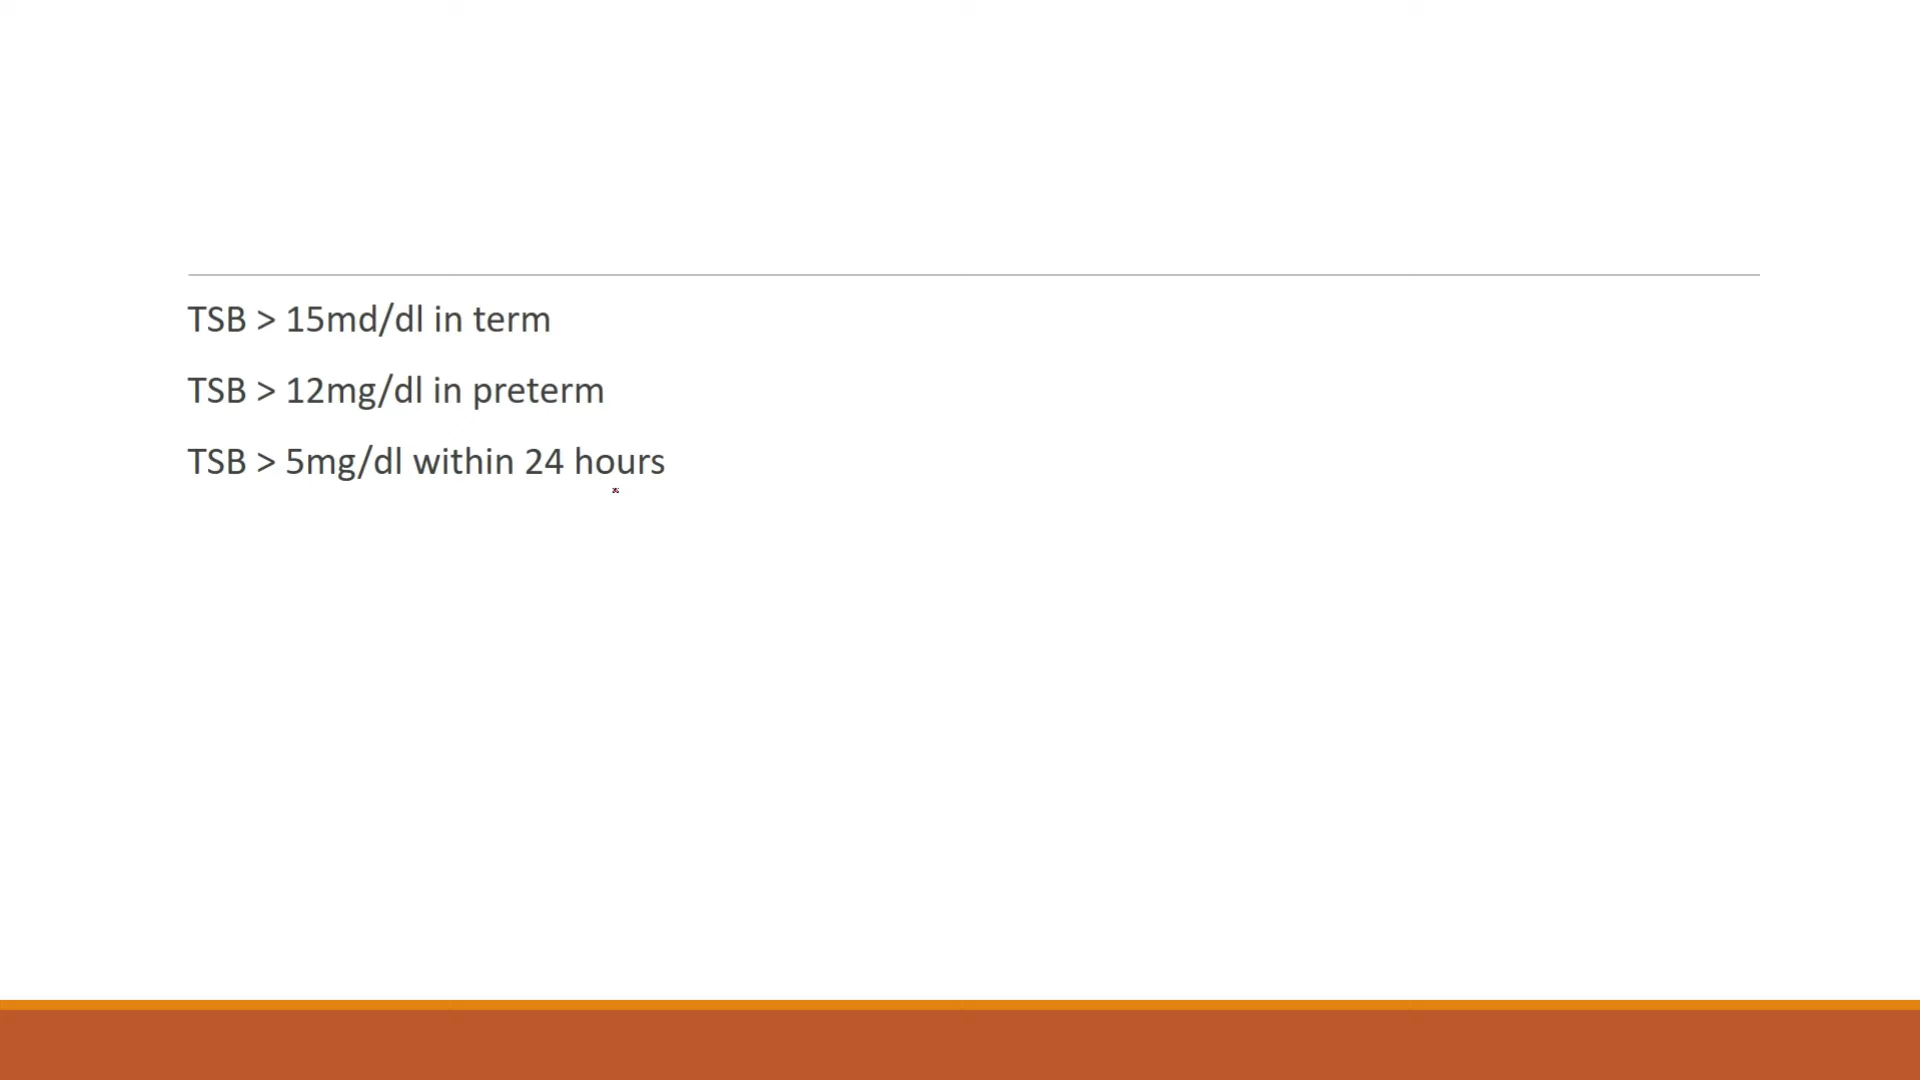 TSB > 15md/dl in term
TSB > 12mg/dl in preterm
TSB > 5mg/dl within 24 hours